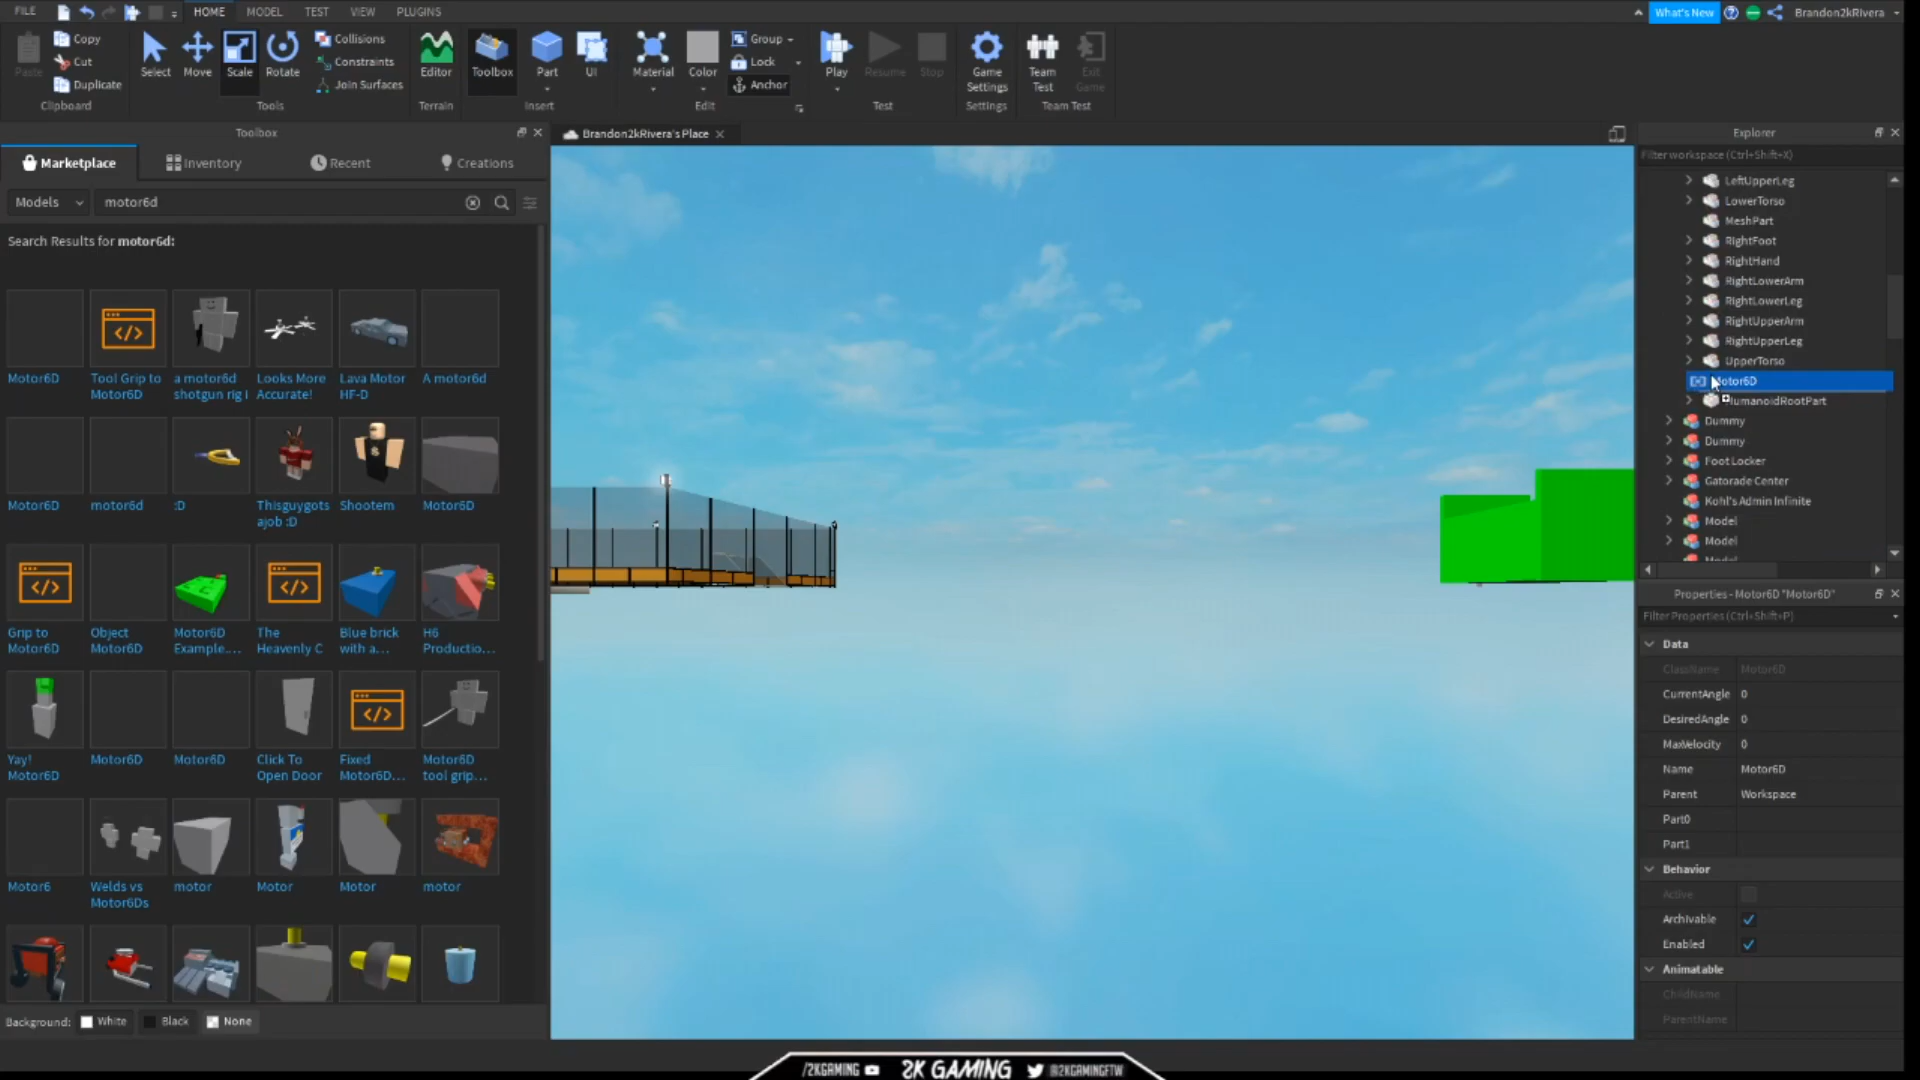 FILE HOME MODEL TEST VIEW PLUGINS What's New Brandon2kRivera
Paste Copy Cut Duplicate Clipboard
Select Move Scale Rotate Collisions Constraints Join Surfaces Tools
Editor Terrain
Toolbox Part UI Insert
Material Color Group Lock Anchor Edit
Play Resume Stop Test
Game Settings Settings
Team Test Exit Game Team Test
Toolbox
Marketplace Inventory Recent Creations
Models motor6d
Search Results for motor6d:
Motor6D
Tool Grip to Motor6D
a motor6d shotgun rig i
Looks More Accurate!
Lava Motor HF-D
A motor6d
Motor6D
motor6d
:D
Thisguygots ajob :D
Shootem
Motor6D
Grip to Motor6D
Object Motor6D
Motor6D Example....
The Heavenly C
Blue brick with a...
H6 Productio...
Yay! Motor6D
Motor6D
Motor6D
Click To Open Door
Fixed Motor6D...
Motor6D tool grip...
Motor6
Welds vs Motor6Ds
motor
Motor
Motor
motor
Background: White Black None
Brandon2kRivera's Place
Explorer
Filter workspace (Ctrl+Shift+X)
LeftUpperLeg
LowerTorso
MeshPart
RightFoot
RightHand
RightLowerArm
RightLowerLeg
RightUpperArm
RightUpperLeg
UpperTorso
Motor6D
HumanoidRootPart
Dummy
Dummy
Foot Locker
Gatorade Center
Kohl's Admin Infinite
Model
Model
Model
Properties - Motor6D "Motor6D"
Filter Properties (Ctrl+Shift+P)
Data
ClassName Motor6D
CurrentAngle 0
DesiredAngle 0
MaxVelocity 0
Name Motor6D
Parent Workspace
Part0
Part1
Behavior
Active
Archivable
Enabled
Animatable
ChildName
ParentName
/2KGAMING 2K GAMING @2KGAMINGFTW